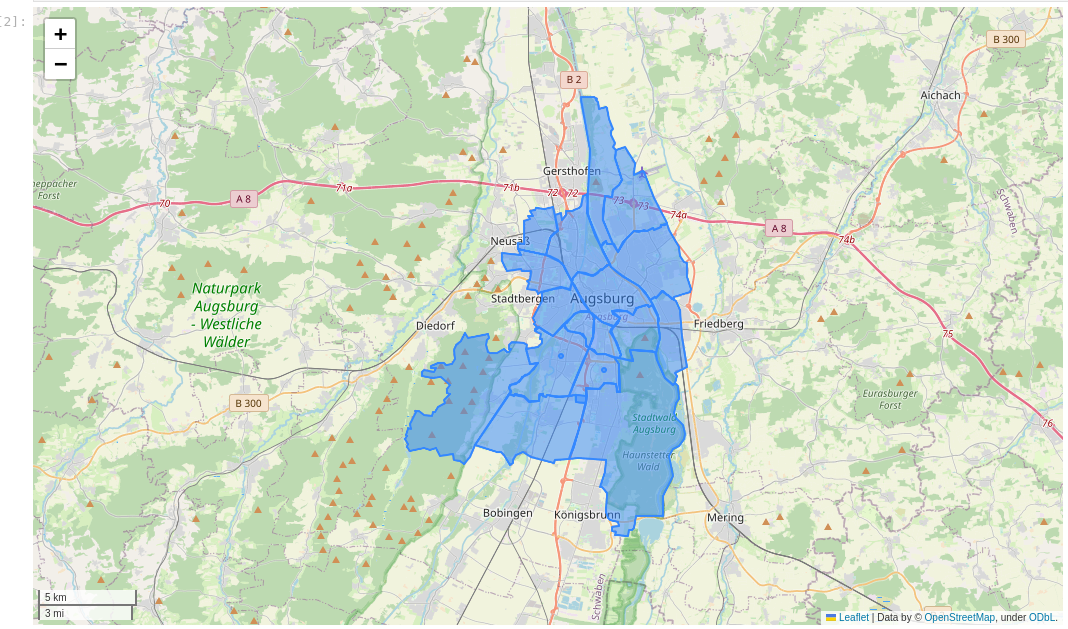 [2]:
+
−
B 300
Aichach
B 2
Gersthofen
71a
71b
72
72
neppacher
Forst
A 8
70
73
73
74a
A 8
74b
Schwaben
Neusäß
Naturpark
Augsburg
- Westliche
Wälder
Stadtbergen
Augsburg
Augsburg
Diedorf
Friedberg
75
B 300
Eurasburger
Forst
76
Stadtwald
Augsburg
Haunstetter
Wald
Bobingen
Königsbrunn
Mering
Schwaben
5 km
3 mi
Leaflet | Data by © OpenStreetMap, under ODbL.